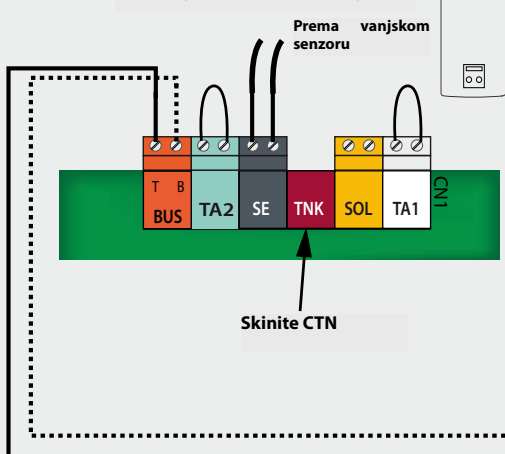 Prema vanjskom
senzoru
T B
BUS TA2 SE TNK SOL TA1 CN1
Skinite CTN